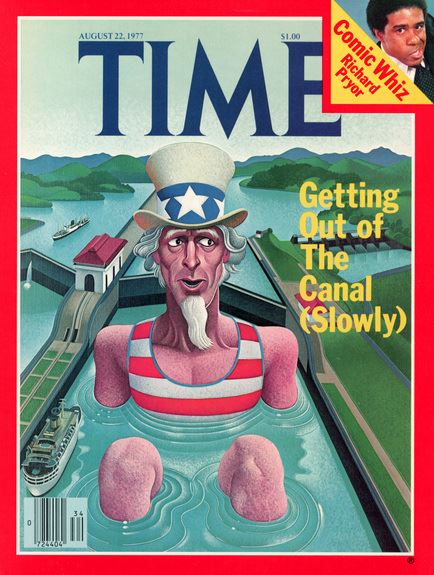 AUGUST 22, 1977
$1.00
TIME
Comic Whiz
Richard
Pryor
Getting
Out of
The
Canal
(Slowly)
34
0
724404
®